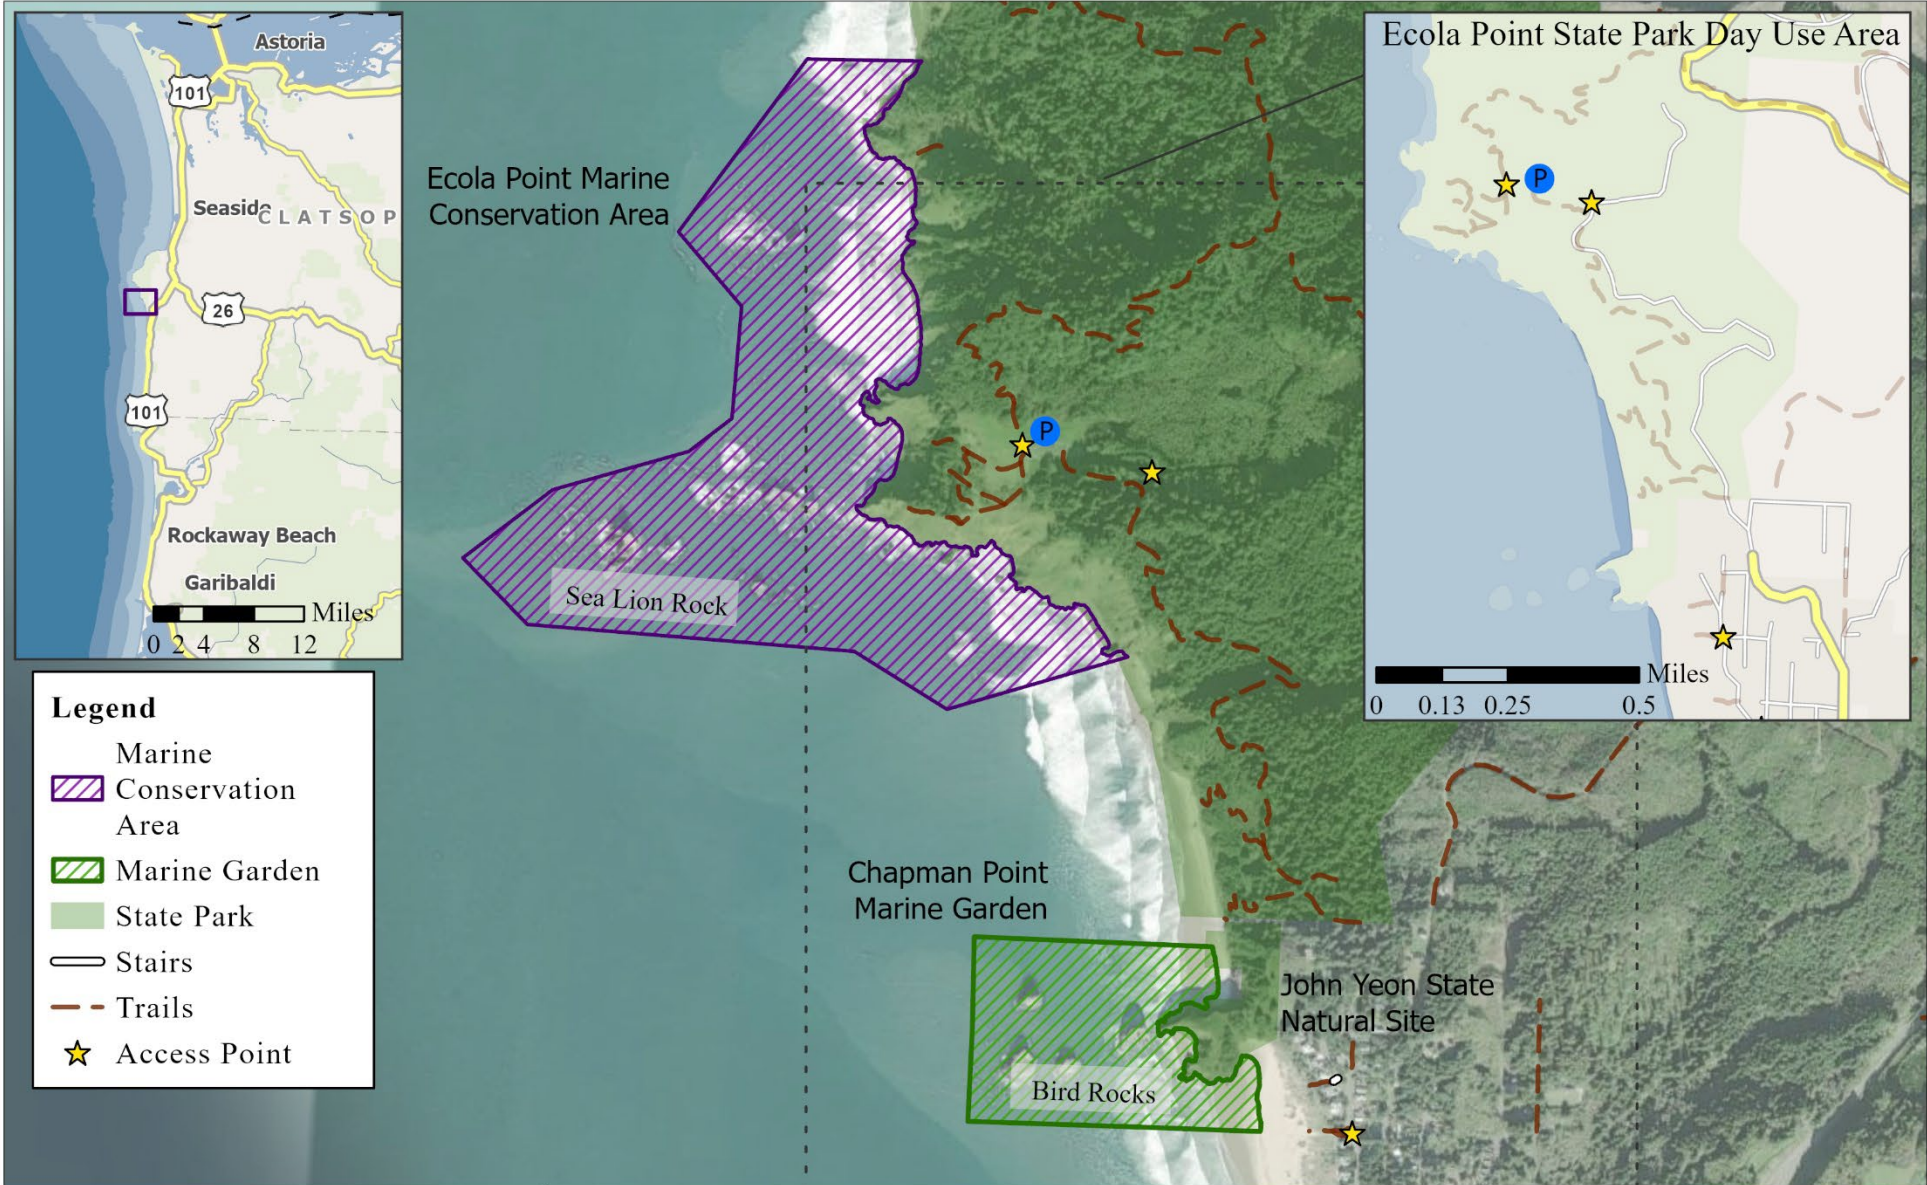 Astoria
101
Seaside
CLATSOP
26
101
Rockaway Beach
Garibaldi
Miles
0 2 4 8 12
Legend
Marine
Conservation
Area
Marine Garden
State Park
Stairs
Trails
Access Point
Ecola Point Marine
Conservation Area
P
Sea Lion Rock
Chapman Point
Marine Garden
Bird Rocks
John Yeon State
Natural Site
Ecola Point State Park Day Use Area
P
Miles
0 0.13 0.25 0.5